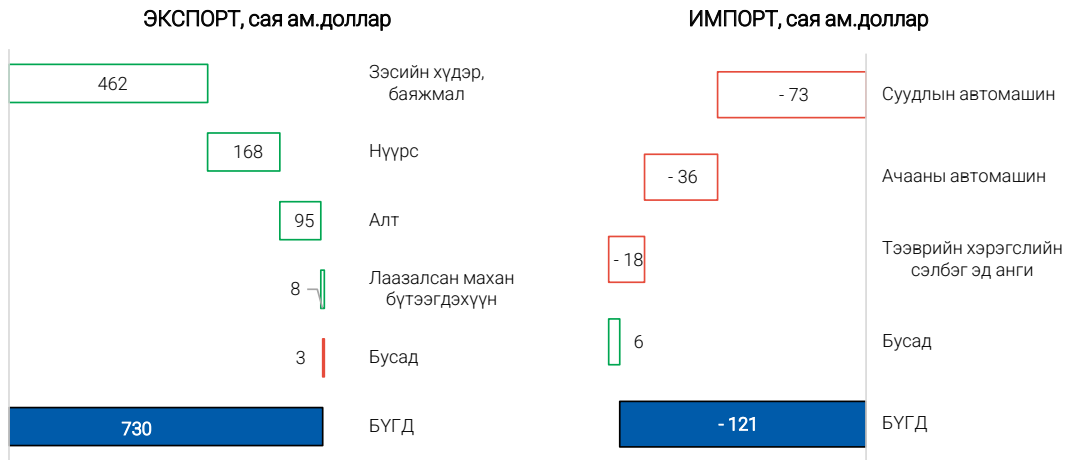 ЭКСПОРТ, сая ам.доллар
462
Зэсийн хүдэр,
баяжмал
168
Нүүрс
95
Алт
8
Лаазалсан махан
бүтээгдэхүүн
3
Бусад
730
БҮГД
ИМПОРТ, сая ам.доллар
- 73
Суудлын автомашин
- 36
Ачааны автомашин
- 18
Тээврийн хэрэгслийн
сэлбэг эд анги
6
Бусад
- 121
БҮГД